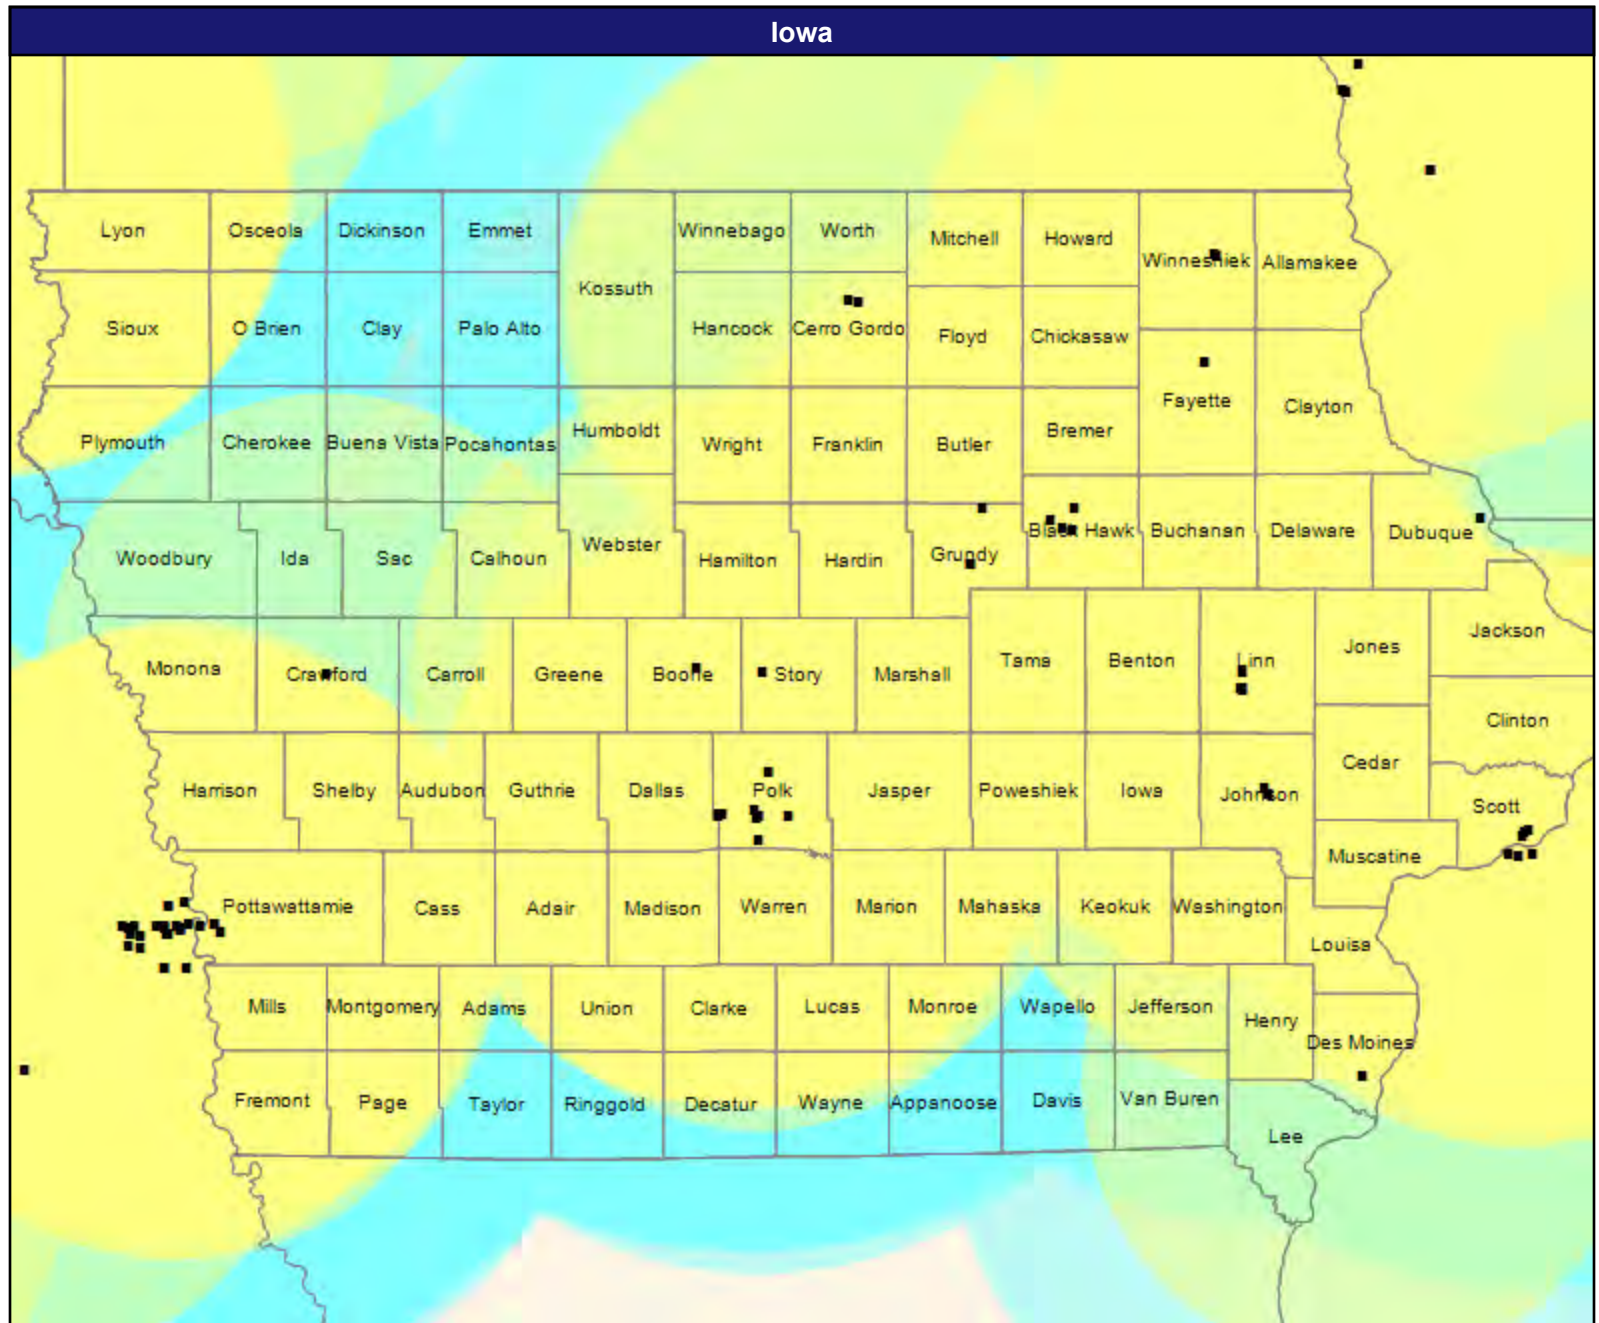 Iowa
Lyon
Osceola
Dickinson
Emmet
Winnebago
Worth
Mitchell
Howard
Winneshiek
Allamakee
Kossuth
Sioux
O Brien
Clay
Palo Alto
Hancock
Cerro Gordo
Floyd
Chickasaw
Fayette
Clayton
Plymouth
Cherokee
Buena Vista
Pocahontas
Humboldt
Wright
Franklin
Butler
Bremer
Woodbury
Ida
Sac
Calhoun
Webster
Hamilton
Hardin
Grundy
Black Hawk
Buchanan
Delaware
Dubuque
Monona
Crawford
Carroll
Greene
Boone
Story
Marshall
Tama
Benton
Linn
Jones
Jackson
Clinton
Harrison
Shelby
Audubon
Guthrie
Dallas
Polk
Jasper
Poweshiek
Iowa
Johnson
Cedar
Scott
Muscatine
Pottawattamie
Cass
Adair
Madison
Warren
Marion
Mahaska
Keokuk
Washington
Louisa
Mills
Montgomery
Adams
Union
Clarke
Lucas
Monroe
Wapello
Jefferson
Henry
Des Moines
Fremont
Page
Taylor
Ringgold
Decatur
Wayne
Appanoose
Davis
Van Buren
Lee